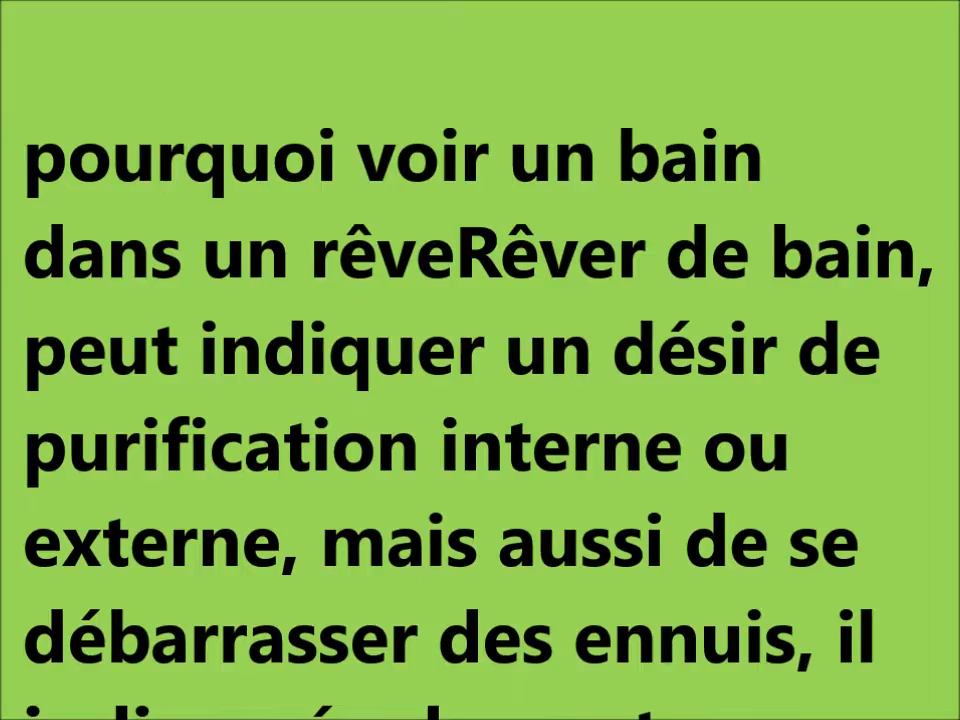 pourquoi voir un bain
dans un rêveRêver de bain,
peut indiquer un désir de
purification interne ou
externe, mais aussi de se
débarrasser des ennuis, il